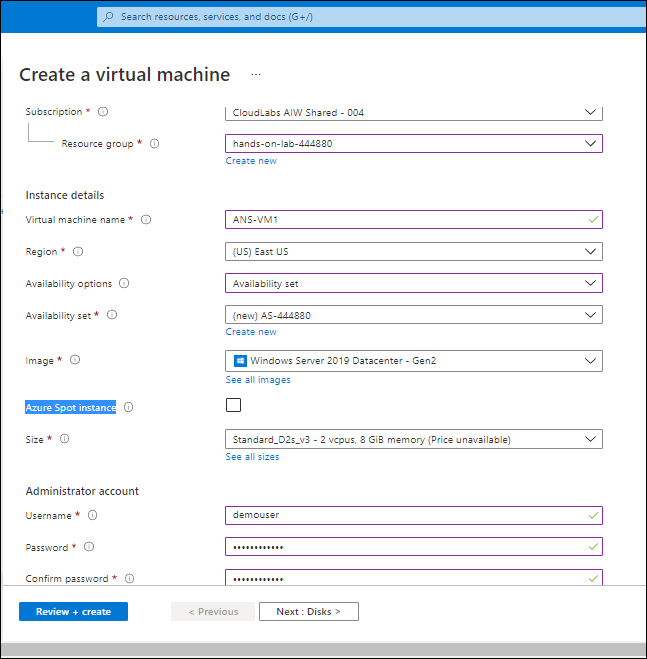 Search resources, services, and docs (G+/)
Create a virtual machine ...
Subscription * CloudLabs AIW Shared - 004
Resource group * hands-on-lab-444880
Create new
Instance details
Virtual machine name * ANS-VM1
Region * (US) East US
Availability options Availability set
Availability set * (new) AS-444880
Create new
Image * Windows Server 2019 Datacenter - Gen2
See all images
Azure Spot instance
Size * Standard_D2s_v3 - 2 vcpus, 8 GiB memory (Price unavailable)
See all sizes
Administrator account
Username * demouser
Password * ••••••••••••
Confirm password * ••••••••••••
Review + create < Previous Next : Disks >